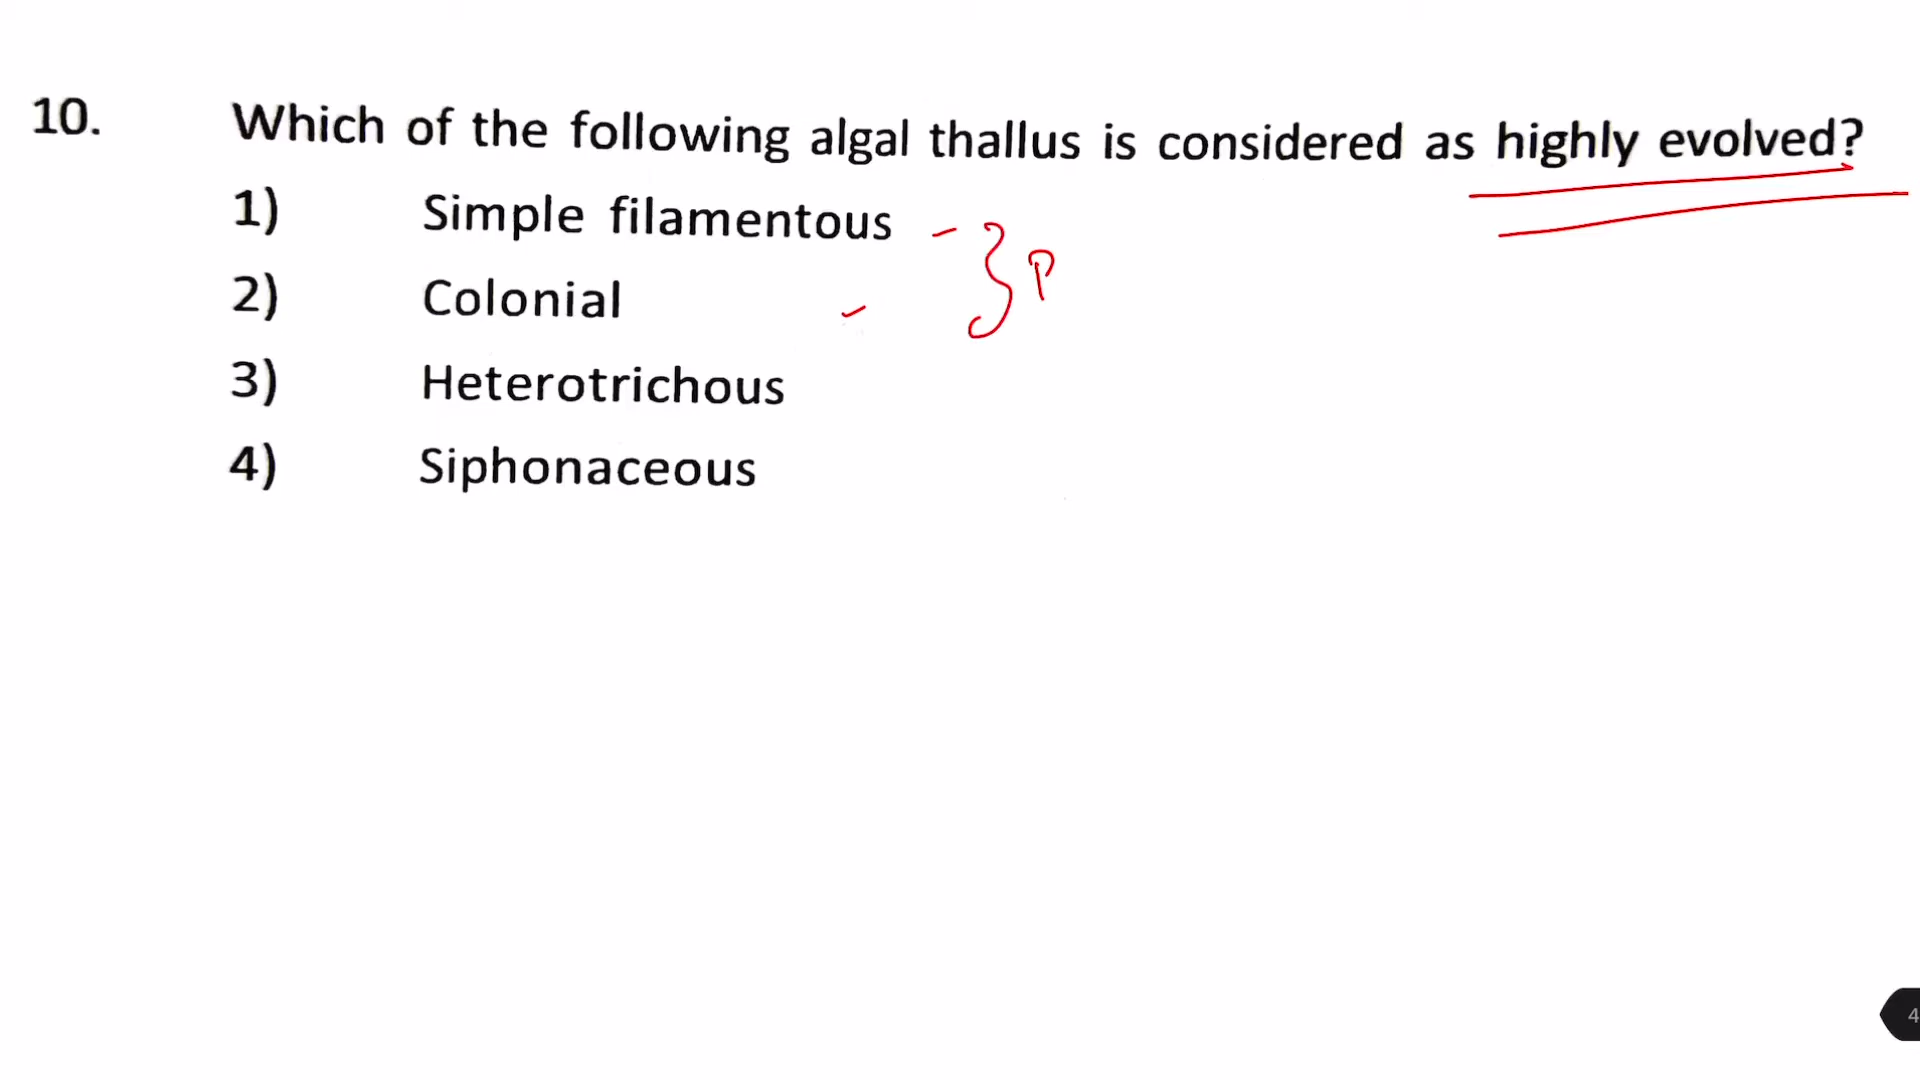 10. Which of the following algal thallus is considered as highly evolved?
1) Simple filamentous
2) Colonial
P
3) Heterotrichous
4) Siphonaceous
4